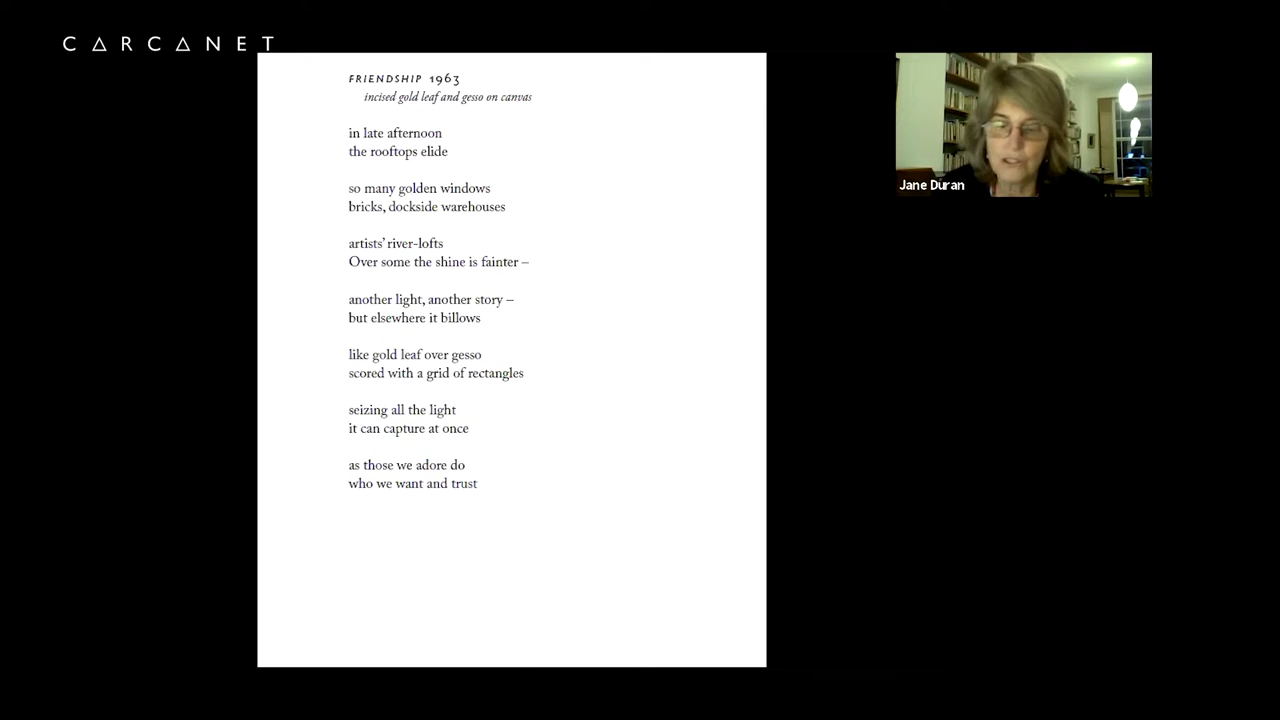 CARCANET
FRIENDSHIP 1963
incised gold leaf and gesso on canvas
in late afternoon
the rooftops elide
so many golden windows
bricks, dockside warehouses
artists’ river-lofts
Over some the shine is fainter –
another light, another story –
but elsewhere it billows
like gold leaf over gesso
scored with a grid of rectangles
seizing all the light
it can capture at once
as those we adore do
who we want and trust
Jane Duran